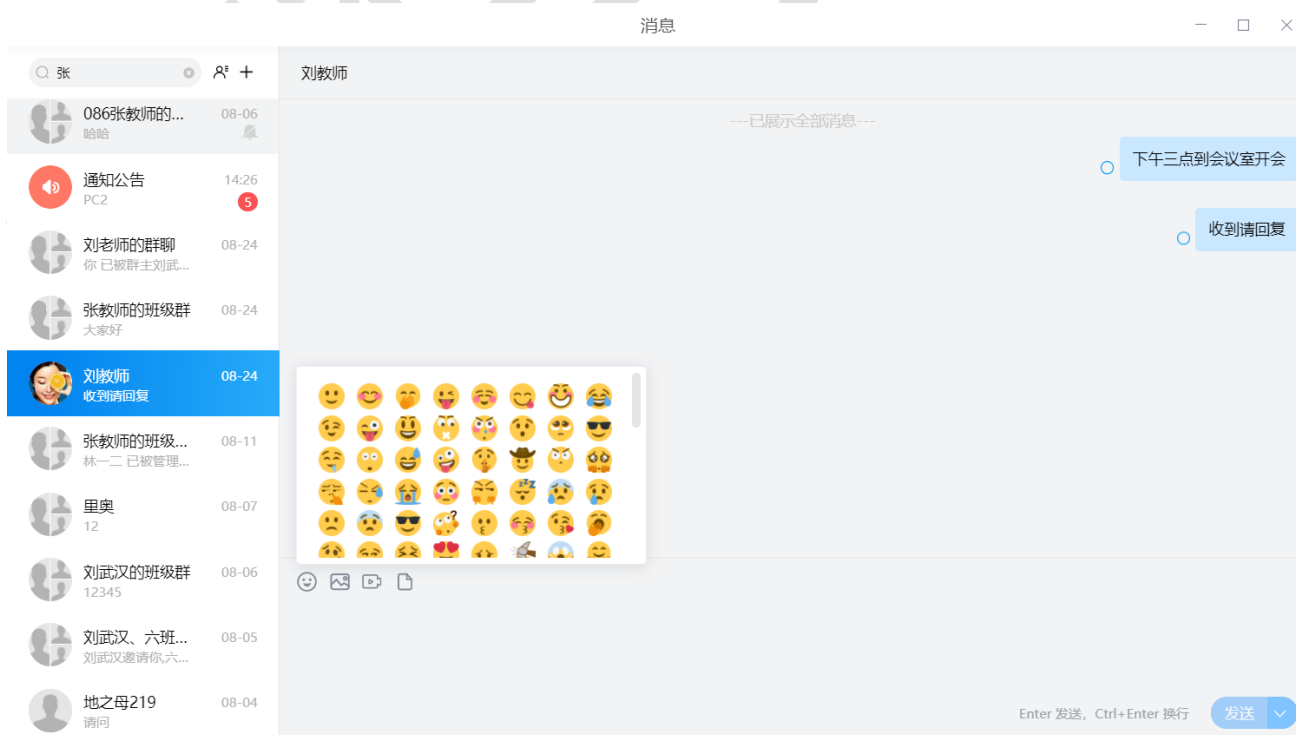 消息
张
086张教师的...
08-06
哈哈
通知公告
14:26
PC2
5
刘老师的群聊
08-24
你 已被群主刘武...
张教师的班级群
08-24
大家好
刘教师
08-24
收到请回复
张教师的班级...
08-11
林一二 已被管理...
里奥
08-07
12
刘武汉的班级群
08-06
12345
刘武汉、六班...
08-05
刘武汉邀请你,六...
地之母219
08-04
请问
刘教师
---已展示全部消息---
下午三点到会议室开会
收到请回复
Enter 发送, Ctrl+Enter 换行
发送